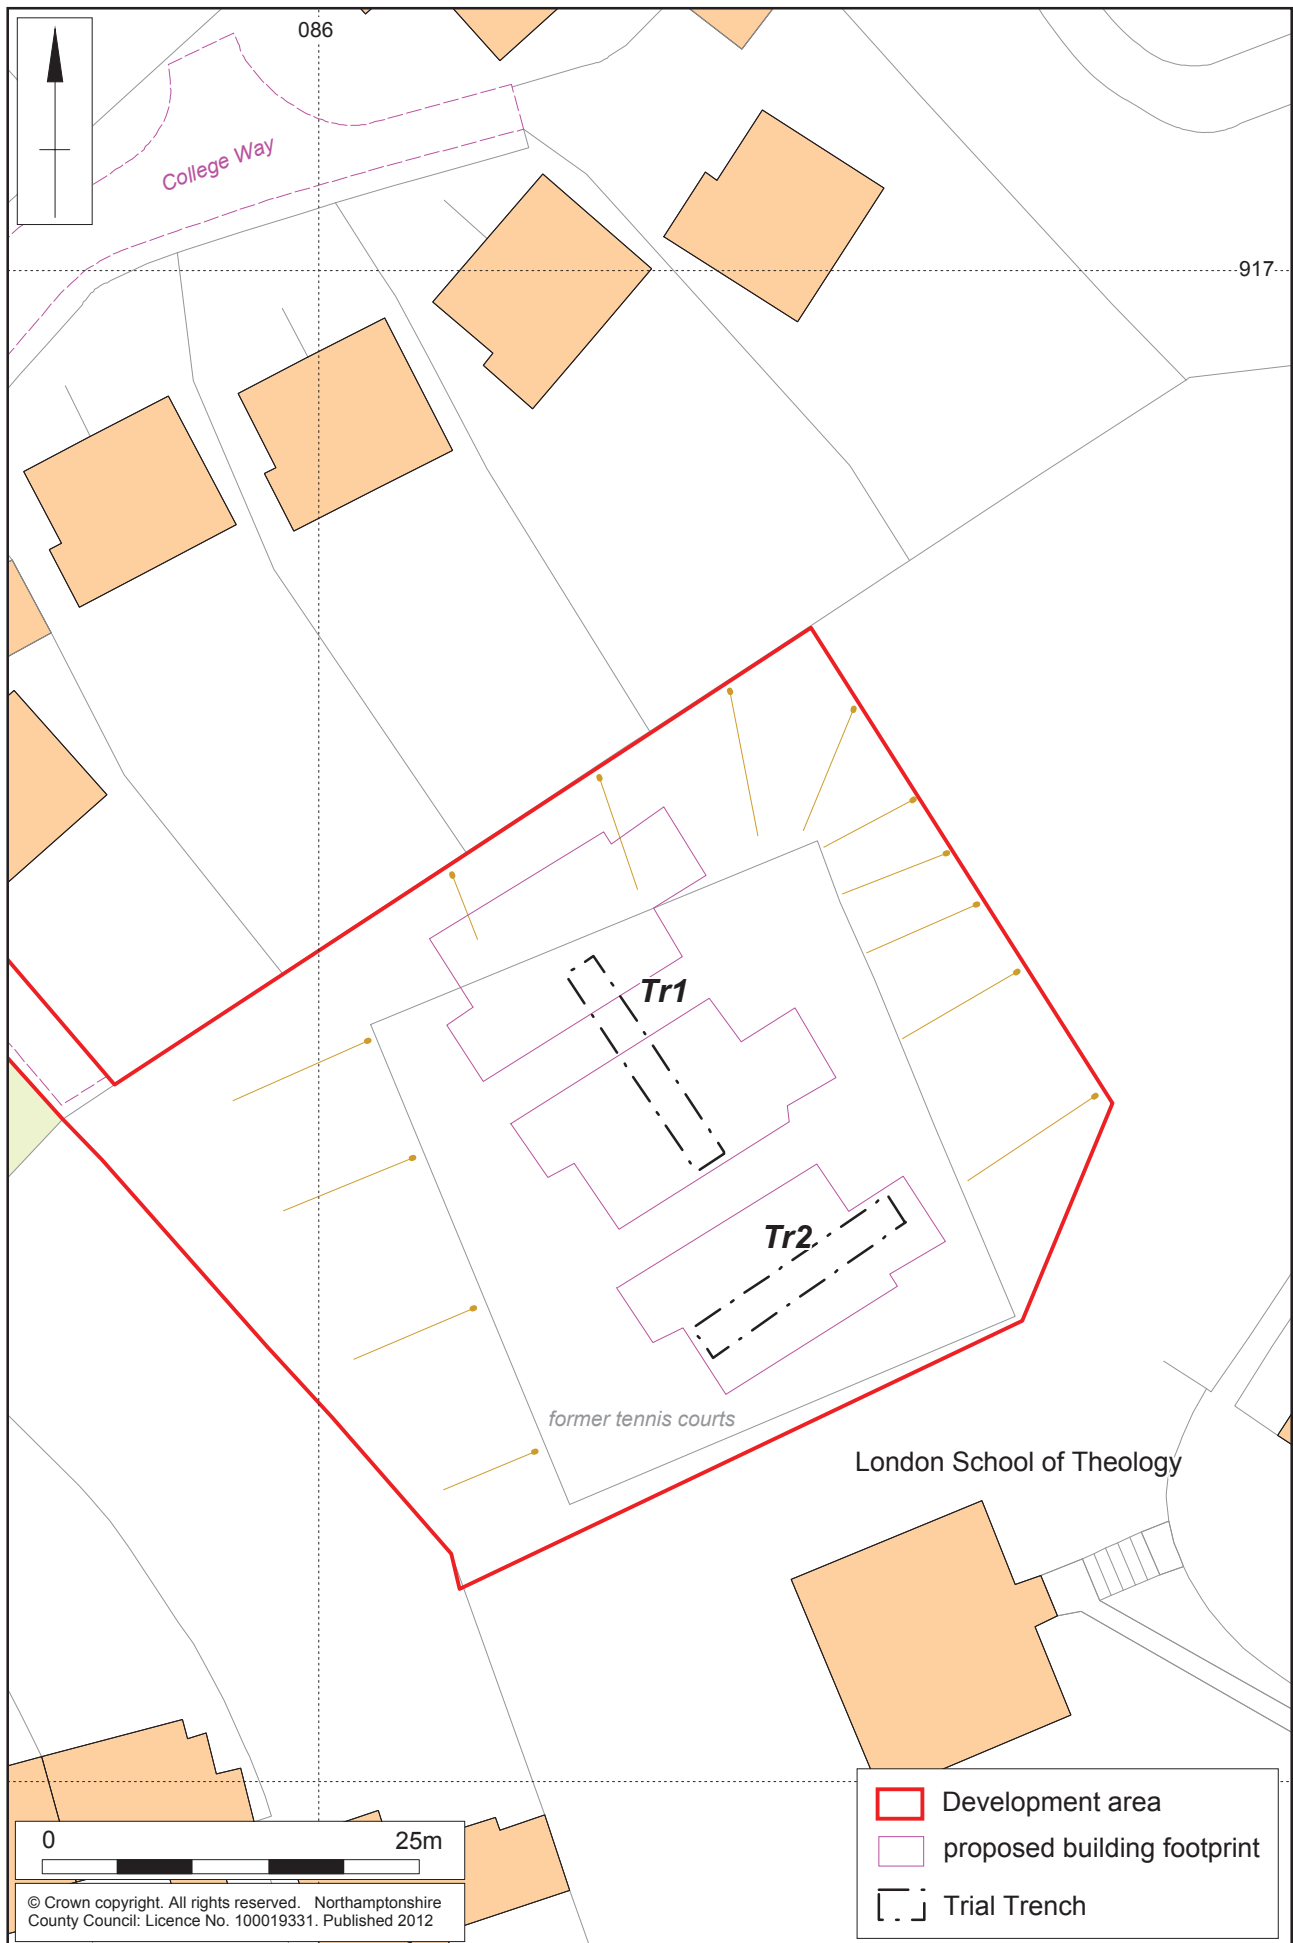 086
College Way
917
Tr1
Tr2
former tennis courts
London School of Theology
Development area
proposed building footprint
Trial Trench
0 25m
© Crown copyright. All rights reserved. Northamptonshire
County Council: Licence No. 100019331. Published 2012